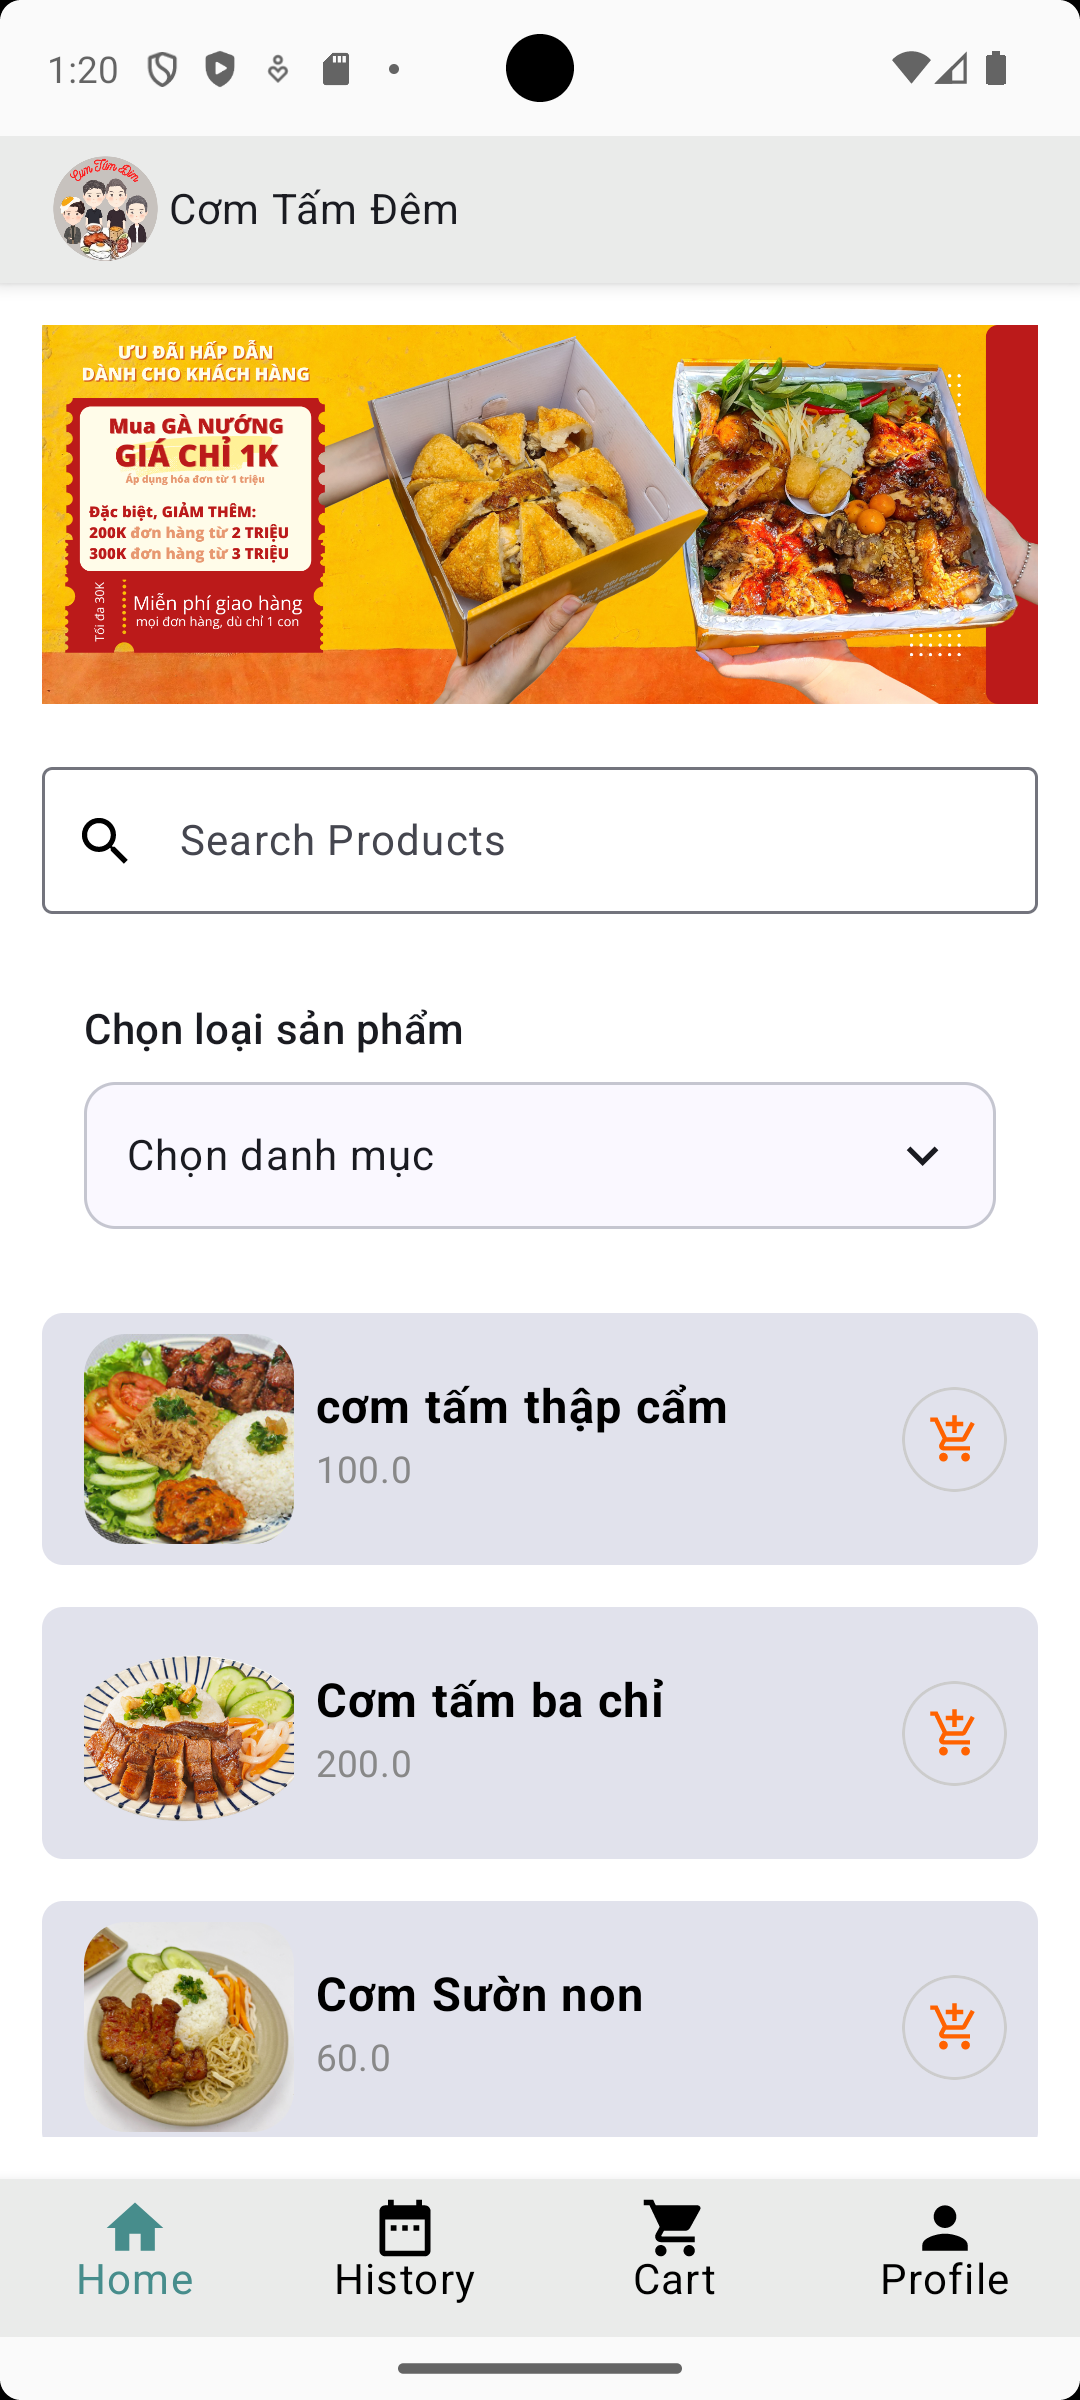 1:20
Cơm Tấm Đêm
Cơm Tấm Đêm
ƯU ĐÃI HẤP DẪN
DÀNH CHO KHÁCH HÀNG
Mua GÀ NƯỚNG
GIÁ CHỈ 1K
Áp dụng hóa đơn từ 1 triệu
Đặc biệt, GIẢM THÊM:
200K đơn hàng từ 2 TRIỆU
300K đơn hàng từ 3 TRIỆU
Tối đa 30K
Miễn phí giao hàng
mọi đơn hàng, dù chỉ 1 con
Search Products
Chọn loại sản phẩm
Chọn danh mục
cơm tấm thập cẩm
100.0
Cơm tấm ba chỉ
200.0
Cơm Sườn non
60.0
Home
History
Cart
Profile